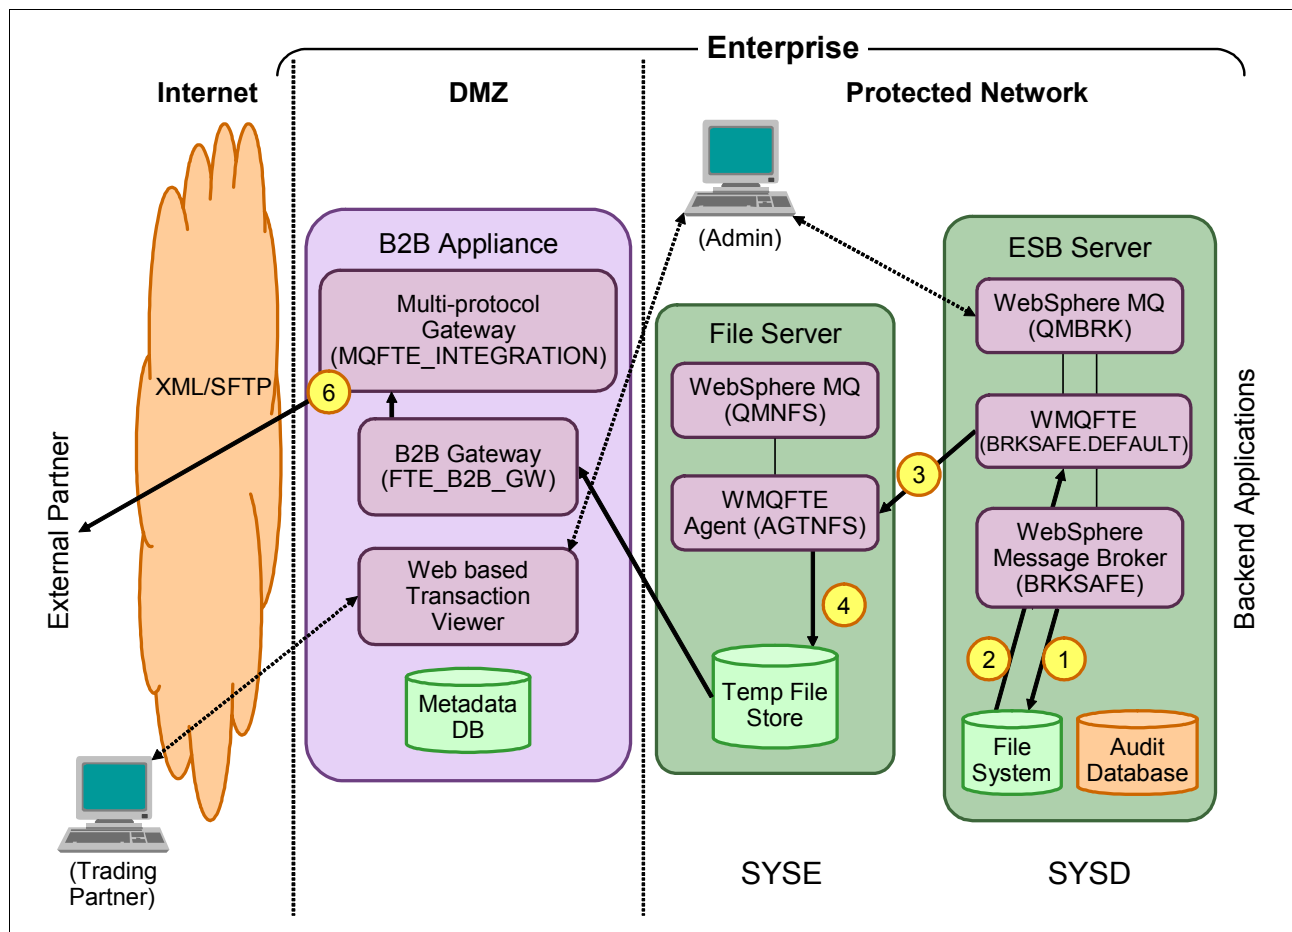 Enterprise
Internet
DMZ
Protected Network
(Admin)
B2B Appliance
Multi-protocol
Gateway
(MQFTE_INTEGRATION)
6
XML/SFTP
B2B Gateway
(FTE_B2B_GW)
Web based
Transaction
Viewer
Metadata
DB
External Partner
(Trading
Partner)
File Server
WebSphere MQ
(QMNFS)
WMQFTE
Agent (AGTNFS)
4
Temp File
Store
SYSE
3
ESB Server
WebSphere MQ
(QMBRK)
WMQFTE
(BRKSAFE.DEFAULT)
WebSphere
Message Broker
(BRKSAFE)
2
1
File
System
Audit
Database
SYSD
Backend Applications